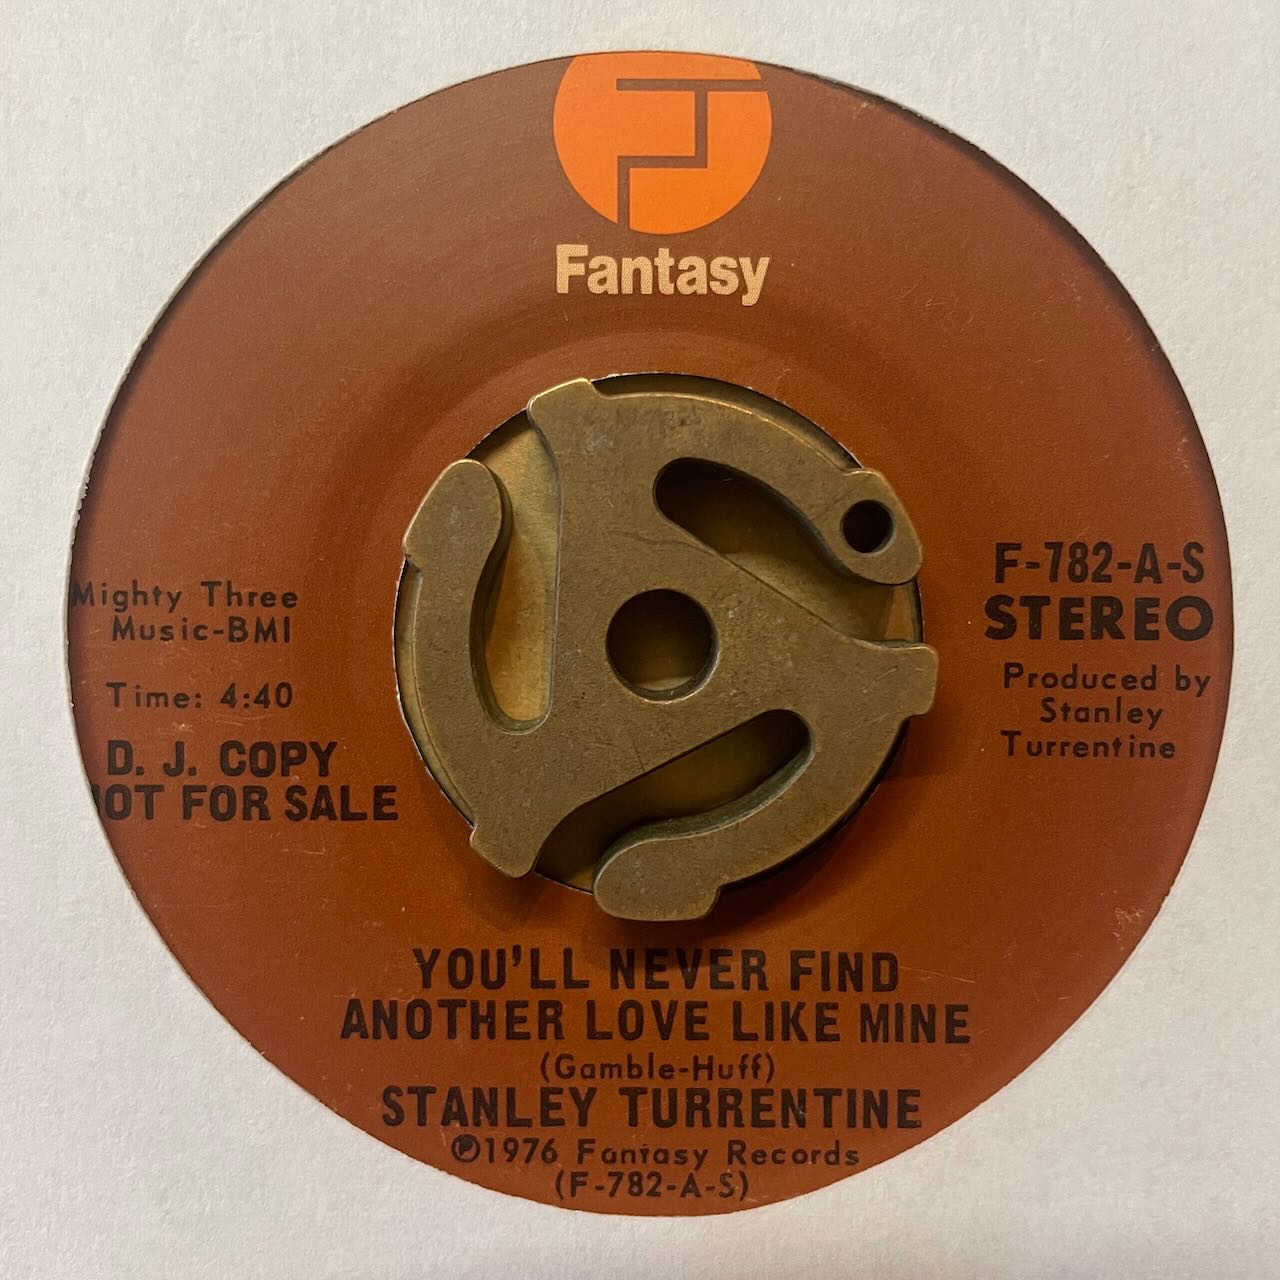 Fantasy
Mighty Three
Music-BMI
Time: 4:40
D. J. COPY
FOR SALE
F-782-A-S
STEREO
Produced by
Stanley
Turrentine
YOU'LL NEVER FIND
ANOTHER LOVE LIKE MINE
(Gamble-Huff)
STANLEY TURRENTINE
℗1976 Fantasy Records
(F-782-A-S)